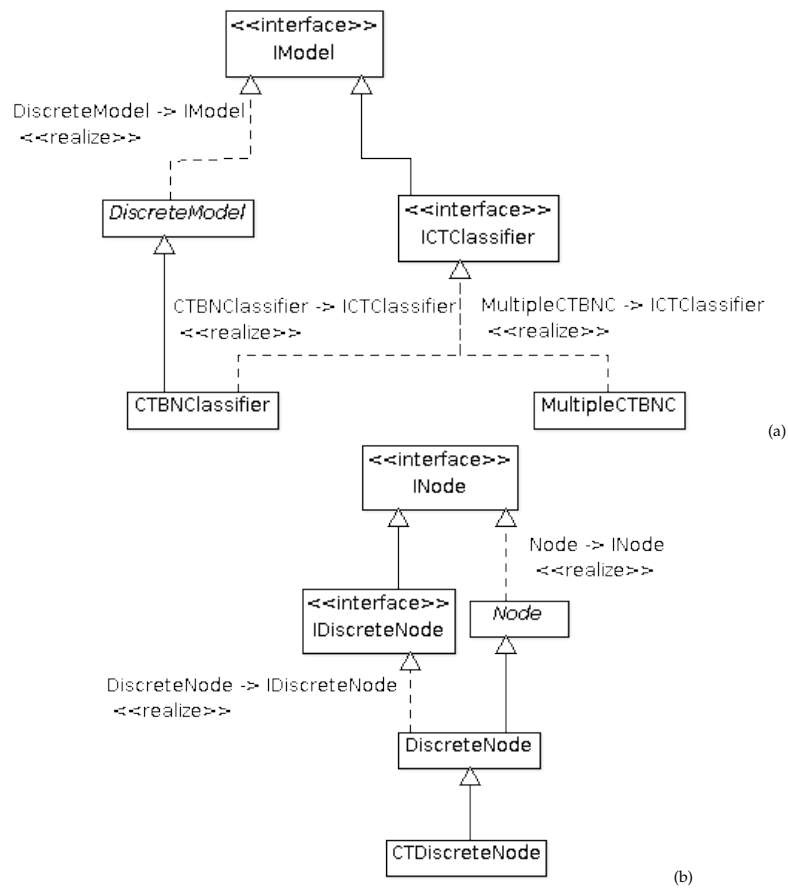 <<interface>>
IModel
DiscreteModel -> IModel
<<realize>>
DiscreteModel
<<interface>>
ICTClassifier
CTBNClassifier -> ICTClassifier
<<realize>>
MultipleCTBNC -> ICTClassifier
<<realize>>
CTBNClassifier
MultipleCTBNC
(a)
<<interface>>
INode
Node -> INode
<<realize>>
<<interface>>
IDiscreteNode
Node
DiscreteNode -> IDiscreteNode
<<realize>>
DiscreteNode
CTDiscreteNode
(b)